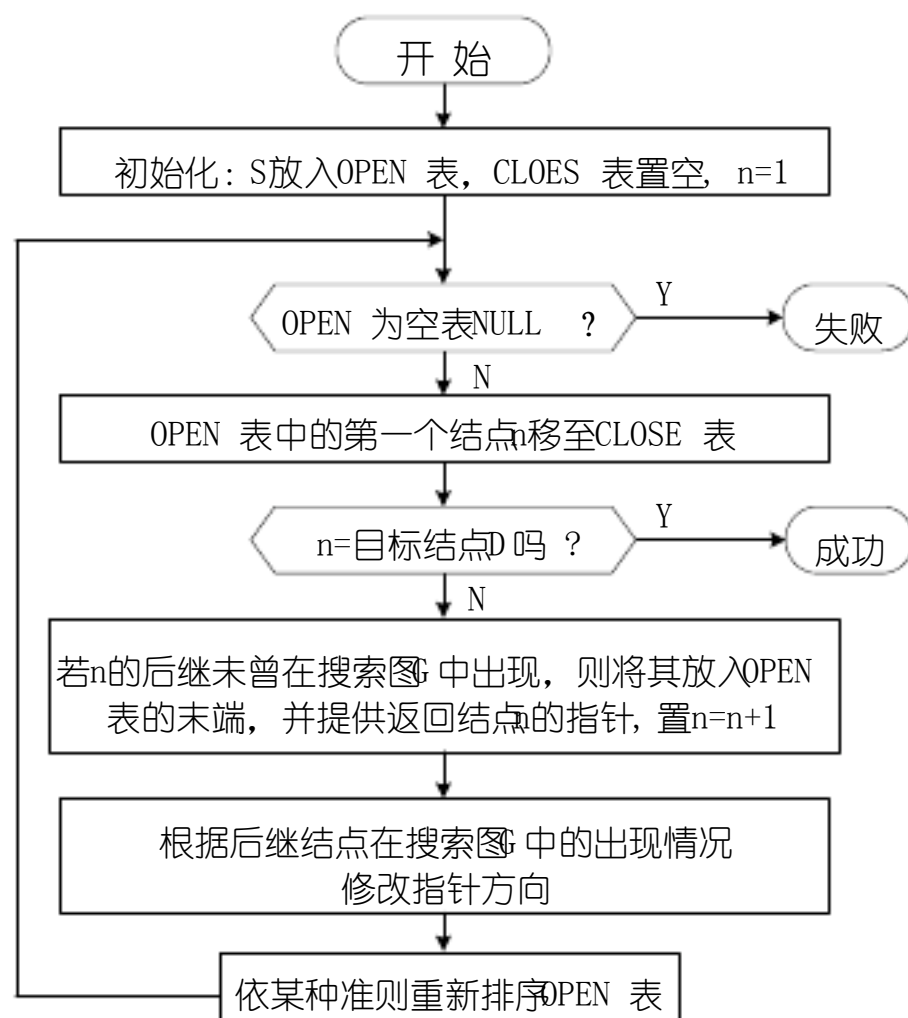 开 始
初始化: S放入OPEN 表, CLOES 表置空, n=1
OPEN 为空表NULL ?
Y
失败
N
OPEN 表中的第一个结点n移至CLOSE 表
n=目标结点D 吗 ?
Y
成功
N
若n的后继未曾在搜索图G 中出现, 则将其放入OPEN
表的末端, 并提供返回结点n的指针, 置n=n+1
根据后继结点在搜索图G 中的出现情况
修改指针方向
依某种准则重新排序OPEN 表